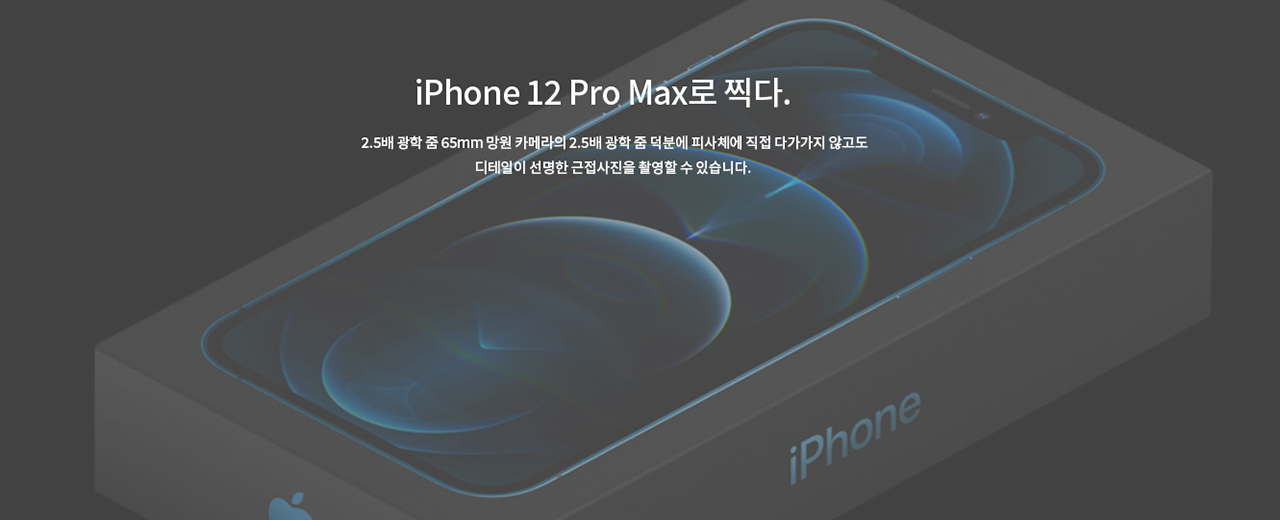 iPhone 12 Pro Max로 찍다.
2.5배 광학 줌 65mm 망원 카메라의 2.5배 광학 줌 덕분에 피사체에 직접 다가가지 않고도
디테일이 선명한 근접사진을 촬영할 수 있습니다.
iPhone